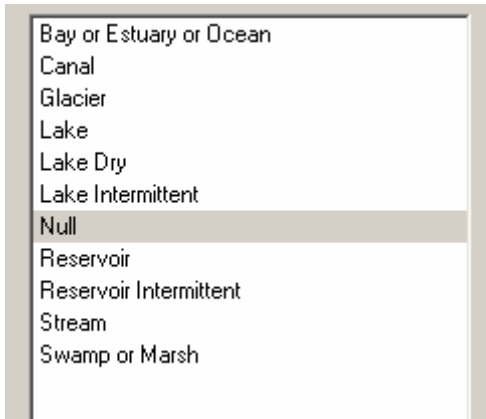 Bay or Estuary or Ocean
Canal
Glacier
Lake
Lake Dry
Lake Intermittent
Null
Reservoir
Reservoir Intermittent
Stream
Swamp or Marsh